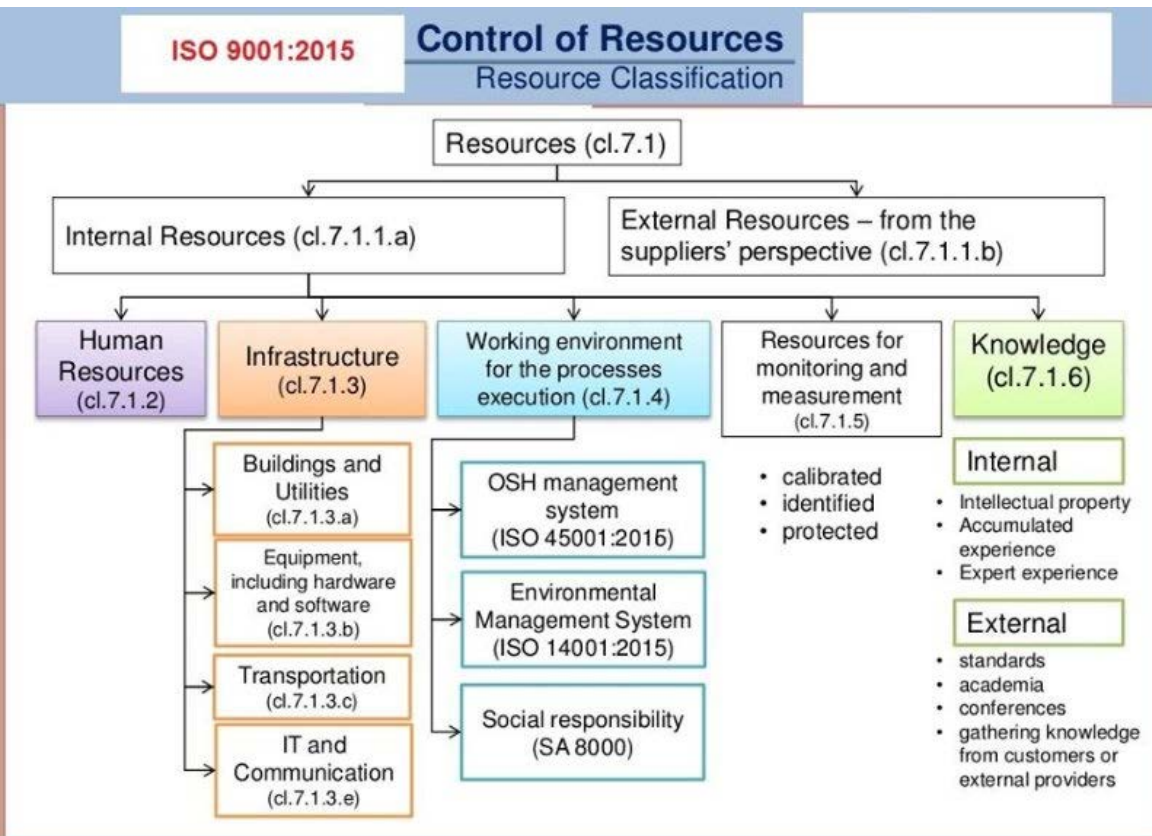 ISO 9001:2015
Control of Resources
Resource Classification
Resources (cl.7.1)
Internal Resources (cl.7.1.1.a)
External Resources – from the
suppliers' perspective (cl.7.1.1.b)
Human
Resources
(cl.7.1.2)
Infrastructure
(cl.7.1.3)
Working environment
for the processes
execution (cl.7.1.4)
Resources for
monitoring and
measurement
(cl.7.1.5)
Knowledge
(cl.7.1.6)
Buildings and
Utilities
(cl.7.1.3.a)
Equipment,
including hardware
and software
(cl.7.1.3.b)
Transportation
(cl.7.1.3.c)
IT and
Communication
(cl.7.1.3.e)
OSH management
system
(ISO 45001:2016)
Environmental
Management System
(ISO 14001:2015)
Social responsibility
(SA 8000)
• calibrated
• identified
• protected
Internal
• Intellectual property
• Accumulated
experience
• Expert experience
External
• standards
• academia
• conferences
• gathering knowledge
from customers or
external providers